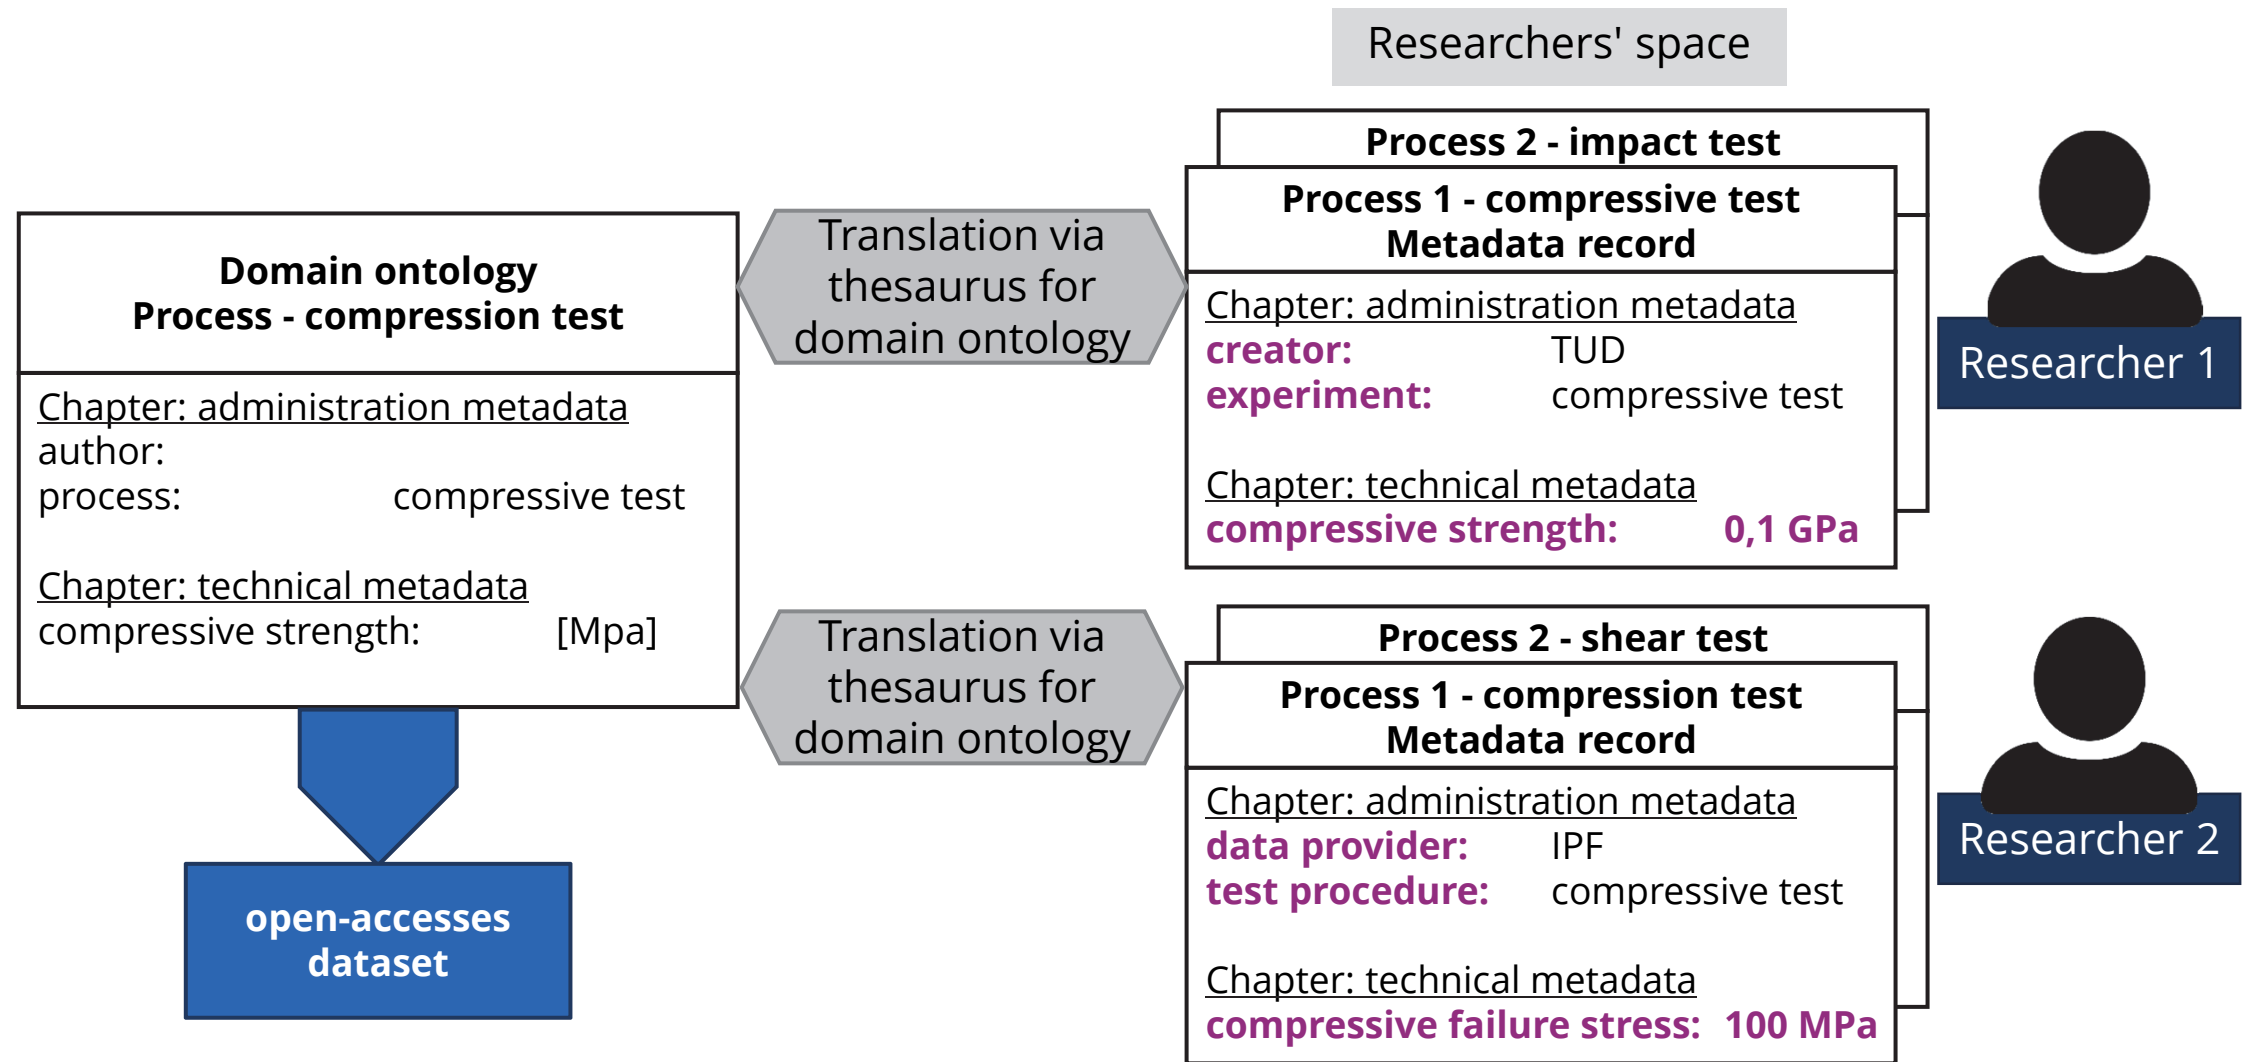 Researchers' space
Domain ontology
Process - compression test
Chapter: administration metadata
author:
process: compressive test
Chapter: technical metadata
compressive strength: [Mpa]
open-accesses
dataset
Translation via
thesaurus for
domain ontology
Translation via
thesaurus for
domain ontology
Process 2 - impact test
Process 1 - compressive test
Metadata record
Chapter: administration metadata
creator: TUD
experiment: compressive test
Chapter: technical metadata
compressive strength: 0,1 GPa
Researcher 1
Process 2 - shear test
Process 1 - compression test
Metadata record
Chapter: administration metadata
data provider: IPF
test procedure: compressive test
Chapter: technical metadata
compressive failure stress: 100 MPa
Researcher 2